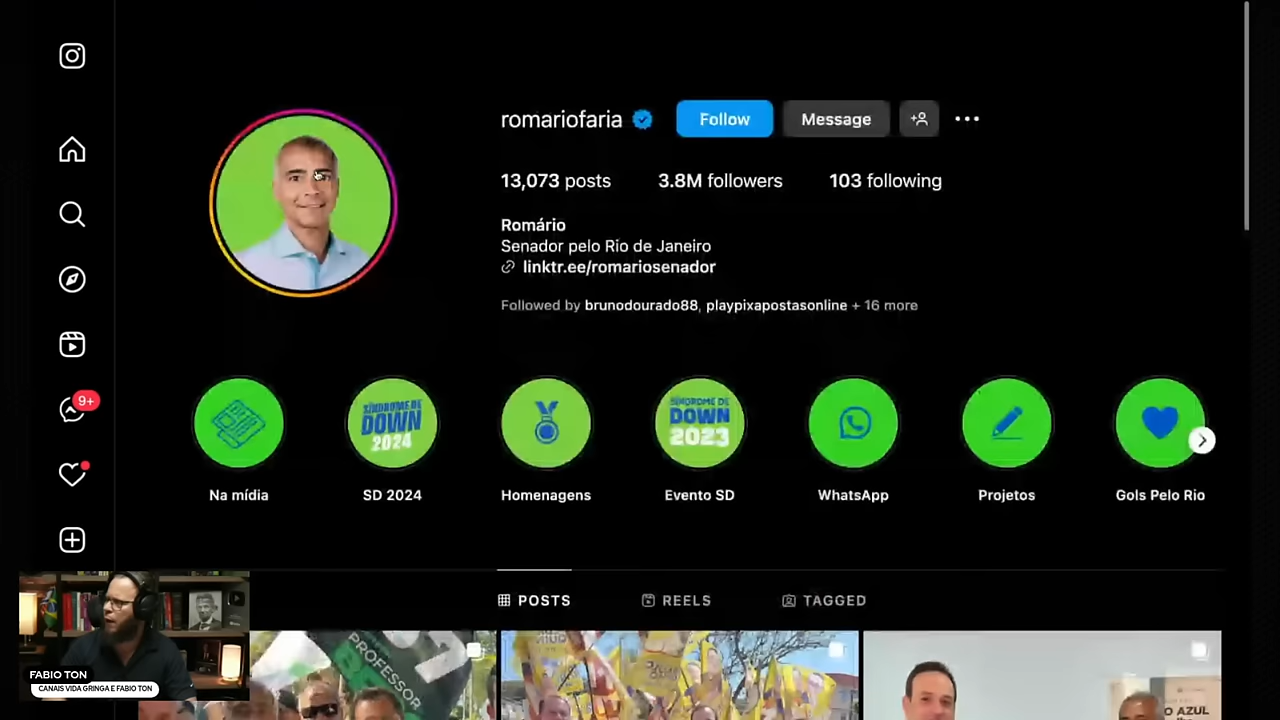 romariofaria
Follow
Message
13,073 posts
3.8M followers
103 following
Romário
Senador pelo Rio de Janeiro
linktr.ee/romariosenador
Followed by brunodourado88, playpixapostasonline + 16 more
9+
SÍNDROME DE
DOWN
2024
SÍNDROME DE
DOWN
2023
Na mídia
SD 2024
Homenagens
Evento SD
WhatsApp
Projetos
Gols Pelo Rio
POSTS
REELS
TAGGED
PROFESSOR
O AZUL
FABIO TON
CANAIS VIDA GRINGA E FABIO TON